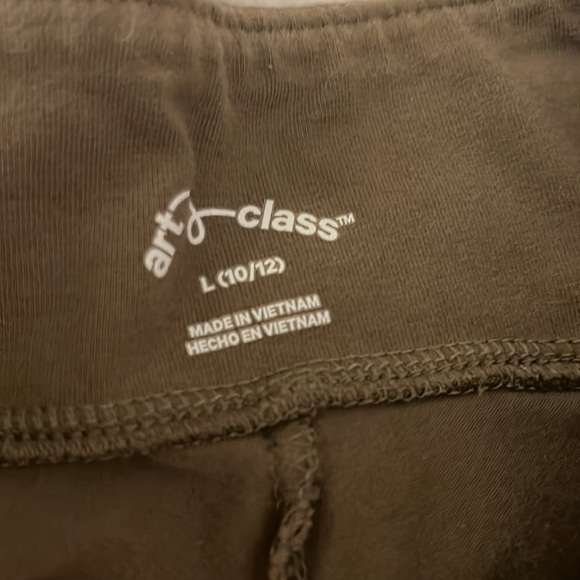 art class™
L (10/12)
MADE IN VIETNAM
HECHO EN VIETNAM